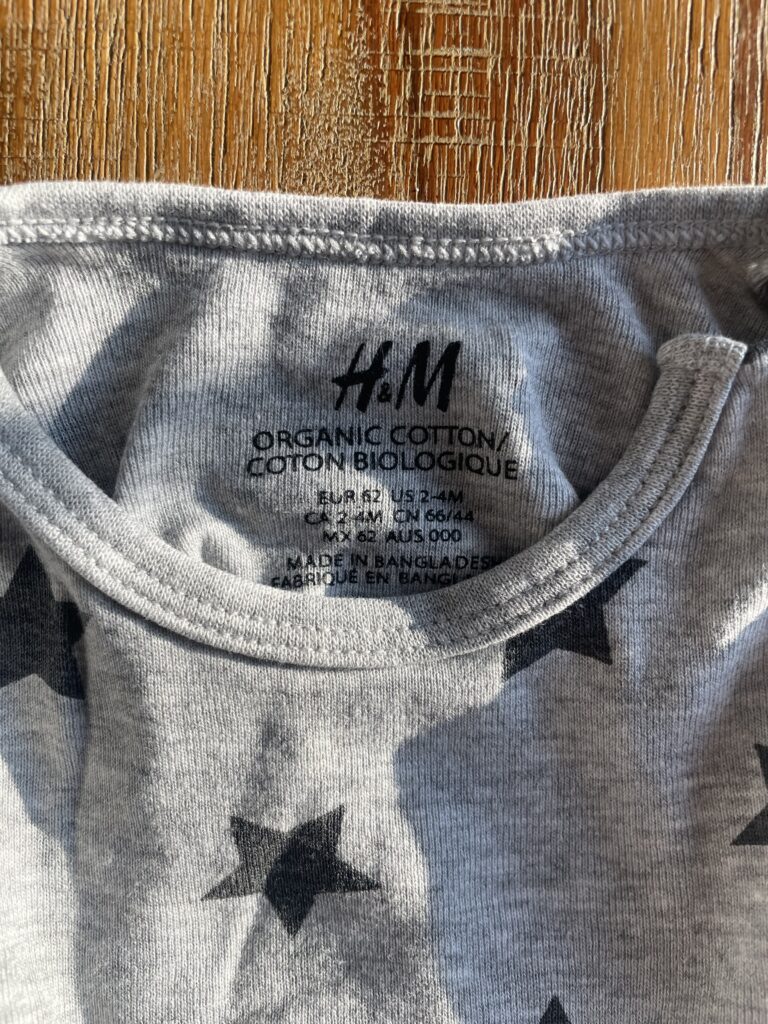 H&M
ORGANIC COTTON/
COTON BIOLOGIQUE
EUR 62 US 2-4M
CA 2-4M CN 66/44
MX 62 AUS 000
MADE IN BANGLADESH
FABRIQUÉ EN